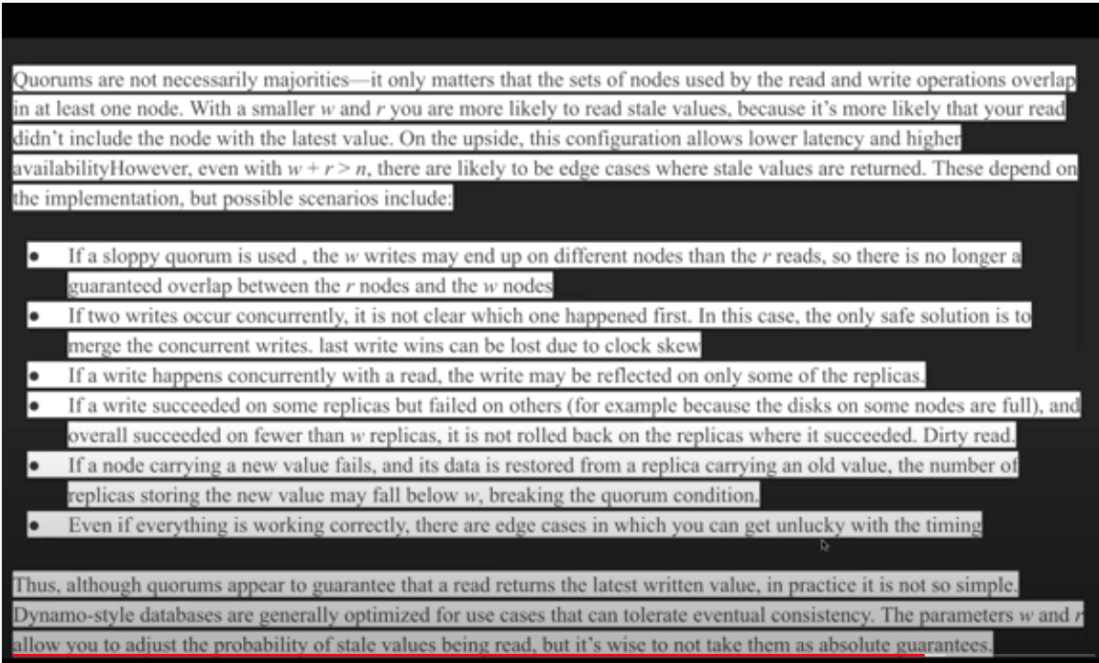 Quorums are not necessarily majorities—it only matters that the sets of nodes used by the read and write operations overlap
in at least one node. With a smaller w and r you are more likely to read stale values, because it's more likely that your read
didn't include the node with the latest value. On the upside, this configuration allows lower latency and higher
availabilityHowever, even with w + r > n, there are likely to be edge cases where stale values are returned. These depend on
the implementation, but possible scenarios include:
● If a sloppy quorum is used , the w writes may end up on different nodes than the r reads, so there is no longer a
guaranteed overlap between the r nodes and the w nodes
● If two writes occur concurrently, it is not clear which one happened first. In this case, the only safe solution is to
merge the concurrent writes. last write wins can be lost due to clock skew
● If a write happens concurrently with a read, the write may be reflected on only some of the replicas.
● If a write succeeded on some replicas but failed on others (for example because the disks on some nodes are full), and
overall succeeded on fewer than w replicas, it is not rolled back on the replicas where it succeeded. Dirty read.
● If a node carrying a new value fails, and its data is restored from a replica carrying an old value, the number of
replicas storing the new value may fall below w, breaking the quorum condition.
● Even if everything is working correctly, there are edge cases in which you can get unlucky with the timing
Thus, although quorums appear to guarantee that a read returns the latest written value, in practice it is not so simple.
Dynamo-style databases are generally optimized for use cases that can tolerate eventual consistency. The parameters w and r
allow you to adjust the probability of stale values being read, but it's wise to not take them as absolute guarantees.